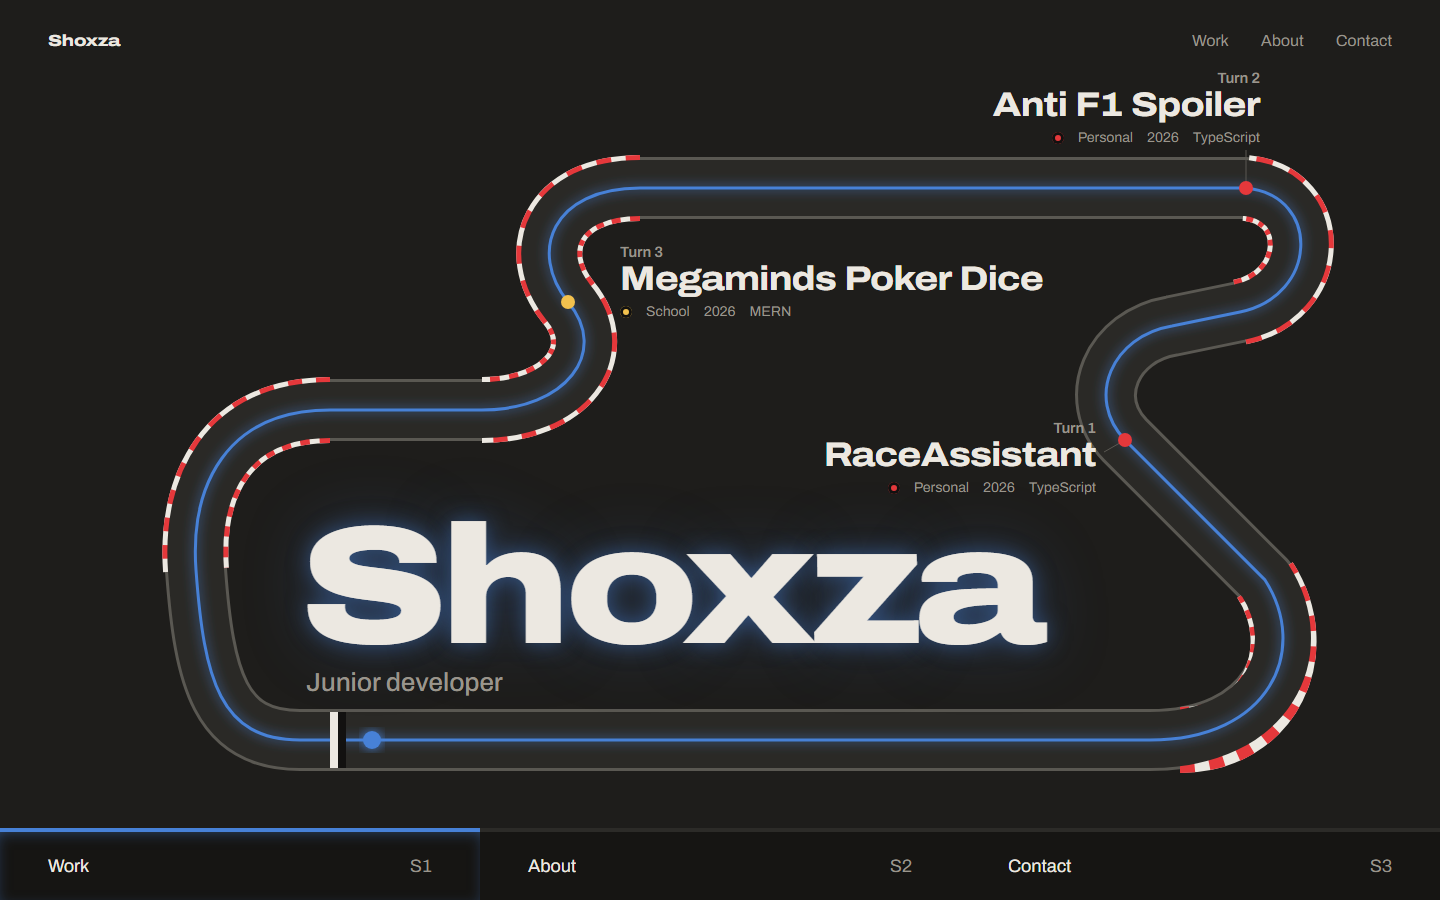 Shoxza
Work About Contact
Turn 2
Anti F1 Spoiler
Personal 2026 TypeScript
Turn 3
Megaminds Poker Dice
School 2026 MERN
Turn 1
RaceAssistant
Personal 2026 TypeScript
Shoxza
Junior developer
Work S1 About S2 Contact S3